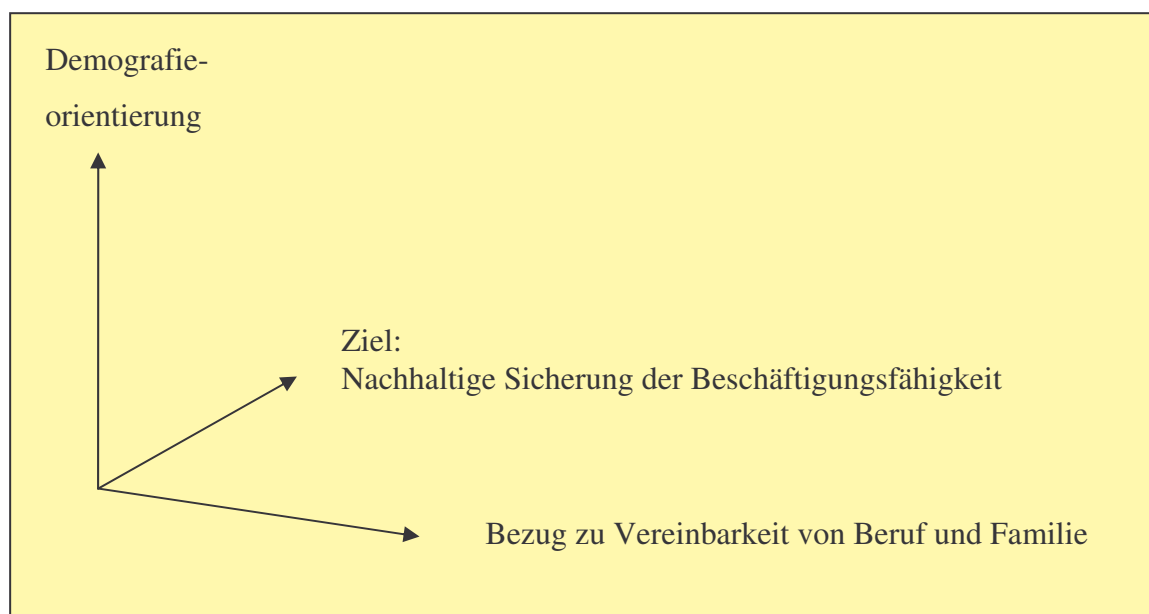 Demografie-
orientierung
Ziel:
Nachhaltige Sicherung der Beschäftigungsfähigkeit
Bezug zu Vereinbarkeit von Beruf und Familie